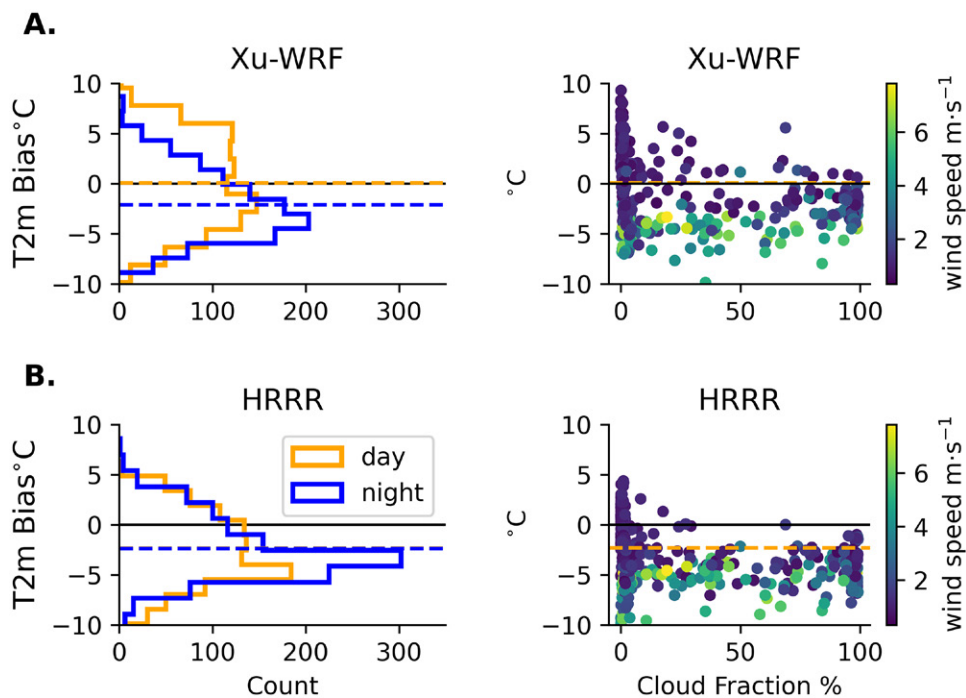 A.
Xu-WRF
T2m Bias°C
10
5
0
−5
−10
0 100 200 300
°C
10
5
0
−5
−10
0 50 100
6
4
2
wind speed m·s⁻¹
B.
HRRR
T2m Bias°C
10
5
0
−5
−10
day
night
0 100 200 300
Count
HRRR
°C
10
5
0
−5
−10
0 50 100
Cloud Fraction %
6
4
2
wind speed m·s⁻¹